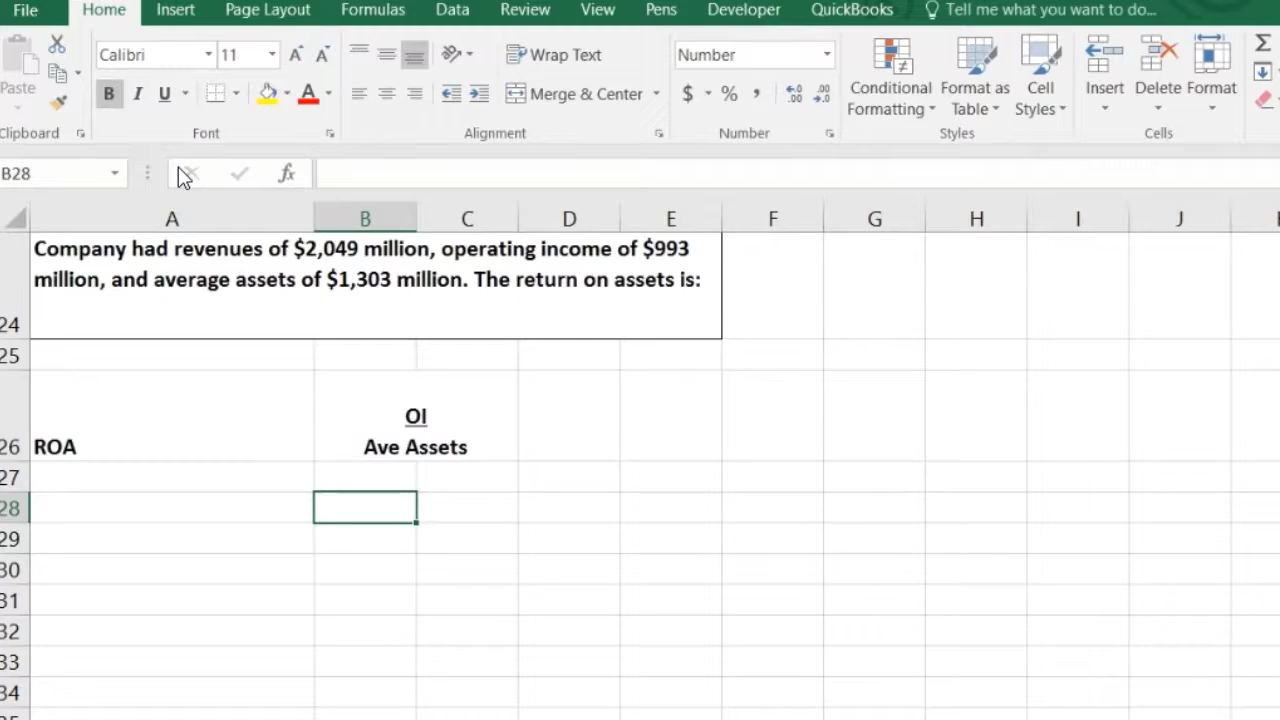 File Home Insert Page Layout Formulas Data Review View Pens Developer QuickBooks Tell me what you want to do...
Calibri 11 Wrap Text Number
Paste B I U A Merge & Center $ % , Conditional Formatting Format as Table Cell Styles Insert Delete Format Σ
Clipboard Font Alignment Number Styles Cells
B28 fx
A B C D E F G H I J
Company had revenues of $2,049 million, operating income of $993
million, and average assets of $1,303 million. The return on assets is:
24
25
OI
26 ROA Ave Assets
27
28
29
30
31
32
33
34